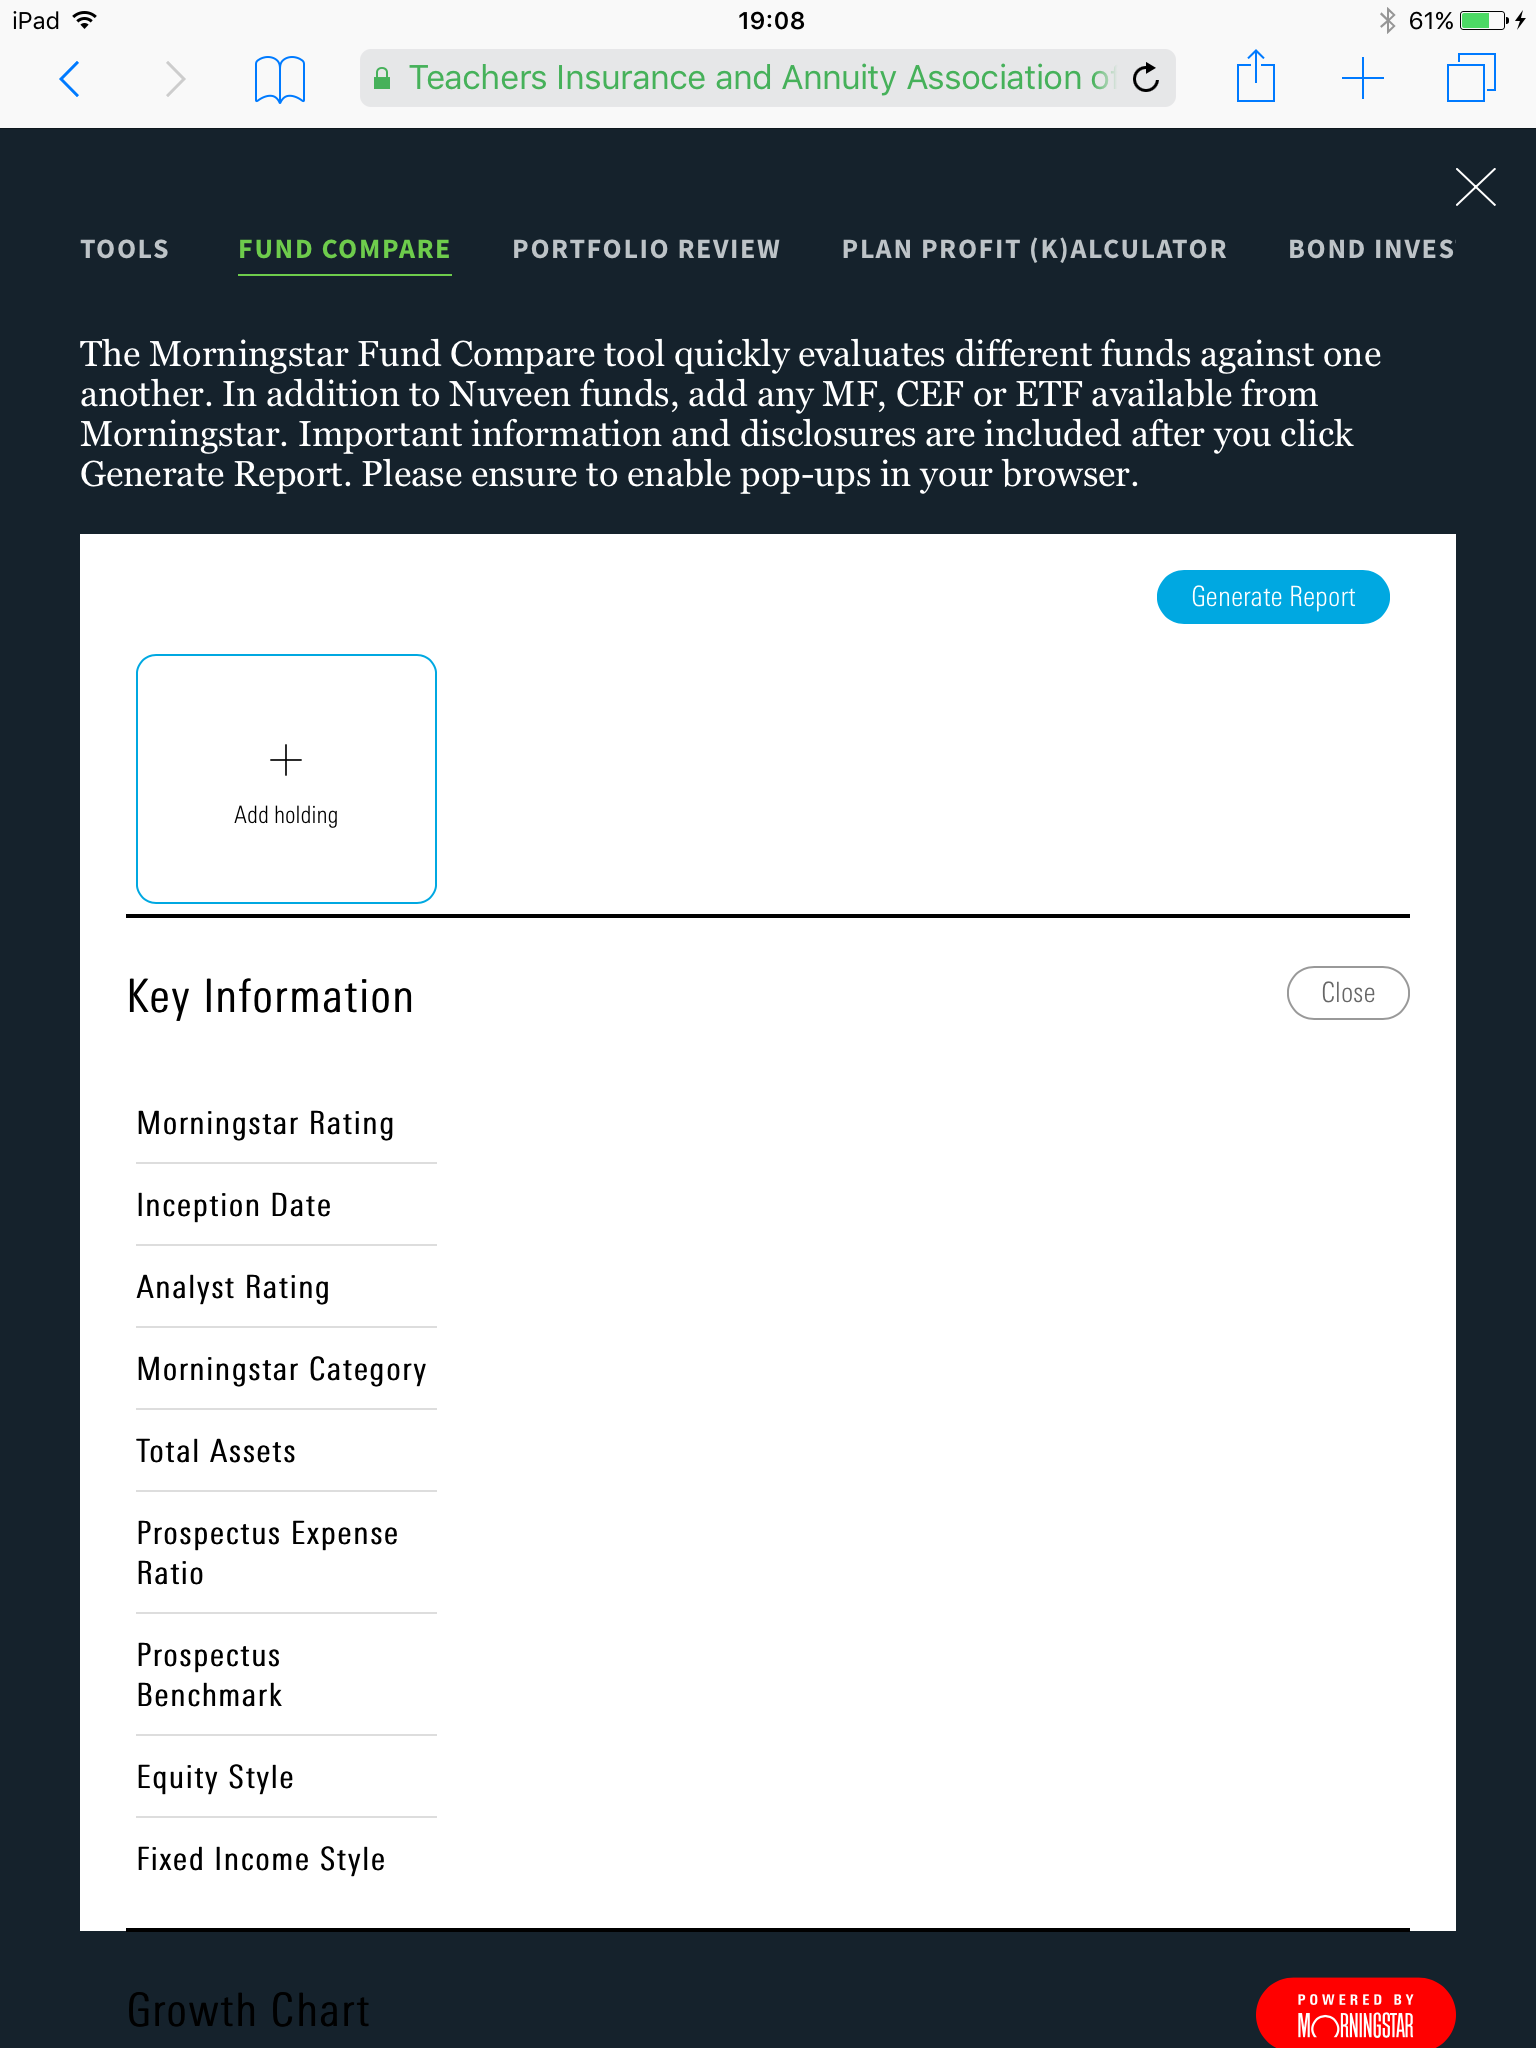 iPad 19:08 61%
Teachers Insurance and Annuity Association of
TOOLS FUND COMPARE PORTFOLIO REVIEW PLAN PROFIT (K)ALCULATOR BOND INVES
The Morningstar Fund Compare tool quickly evaluates different funds against one
another. In addition to Nuveen funds, add any MF, CEF or ETF available from
Morningstar. Important information and disclosures are included after you click
Generate Report. Please ensure to enable pop-ups in your browser.
Generate Report
Add holding
Key Information
Close
Morningstar Rating
Inception Date
Analyst Rating
Morningstar Category
Total Assets
Prospectus Expense
Ratio
Prospectus
Benchmark
Equity Style
Fixed Income Style
Growth Chart
POWERED BY
MORNINGSTAR